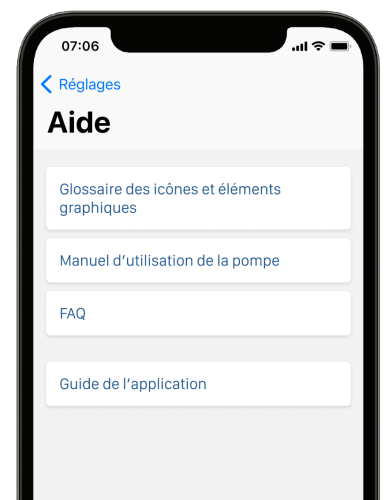 07:06
Réglages
Aide
Glossaire des icônes et éléments
graphiques
Manuel d’utilisation de la pompe
FAQ
Guide de l’application